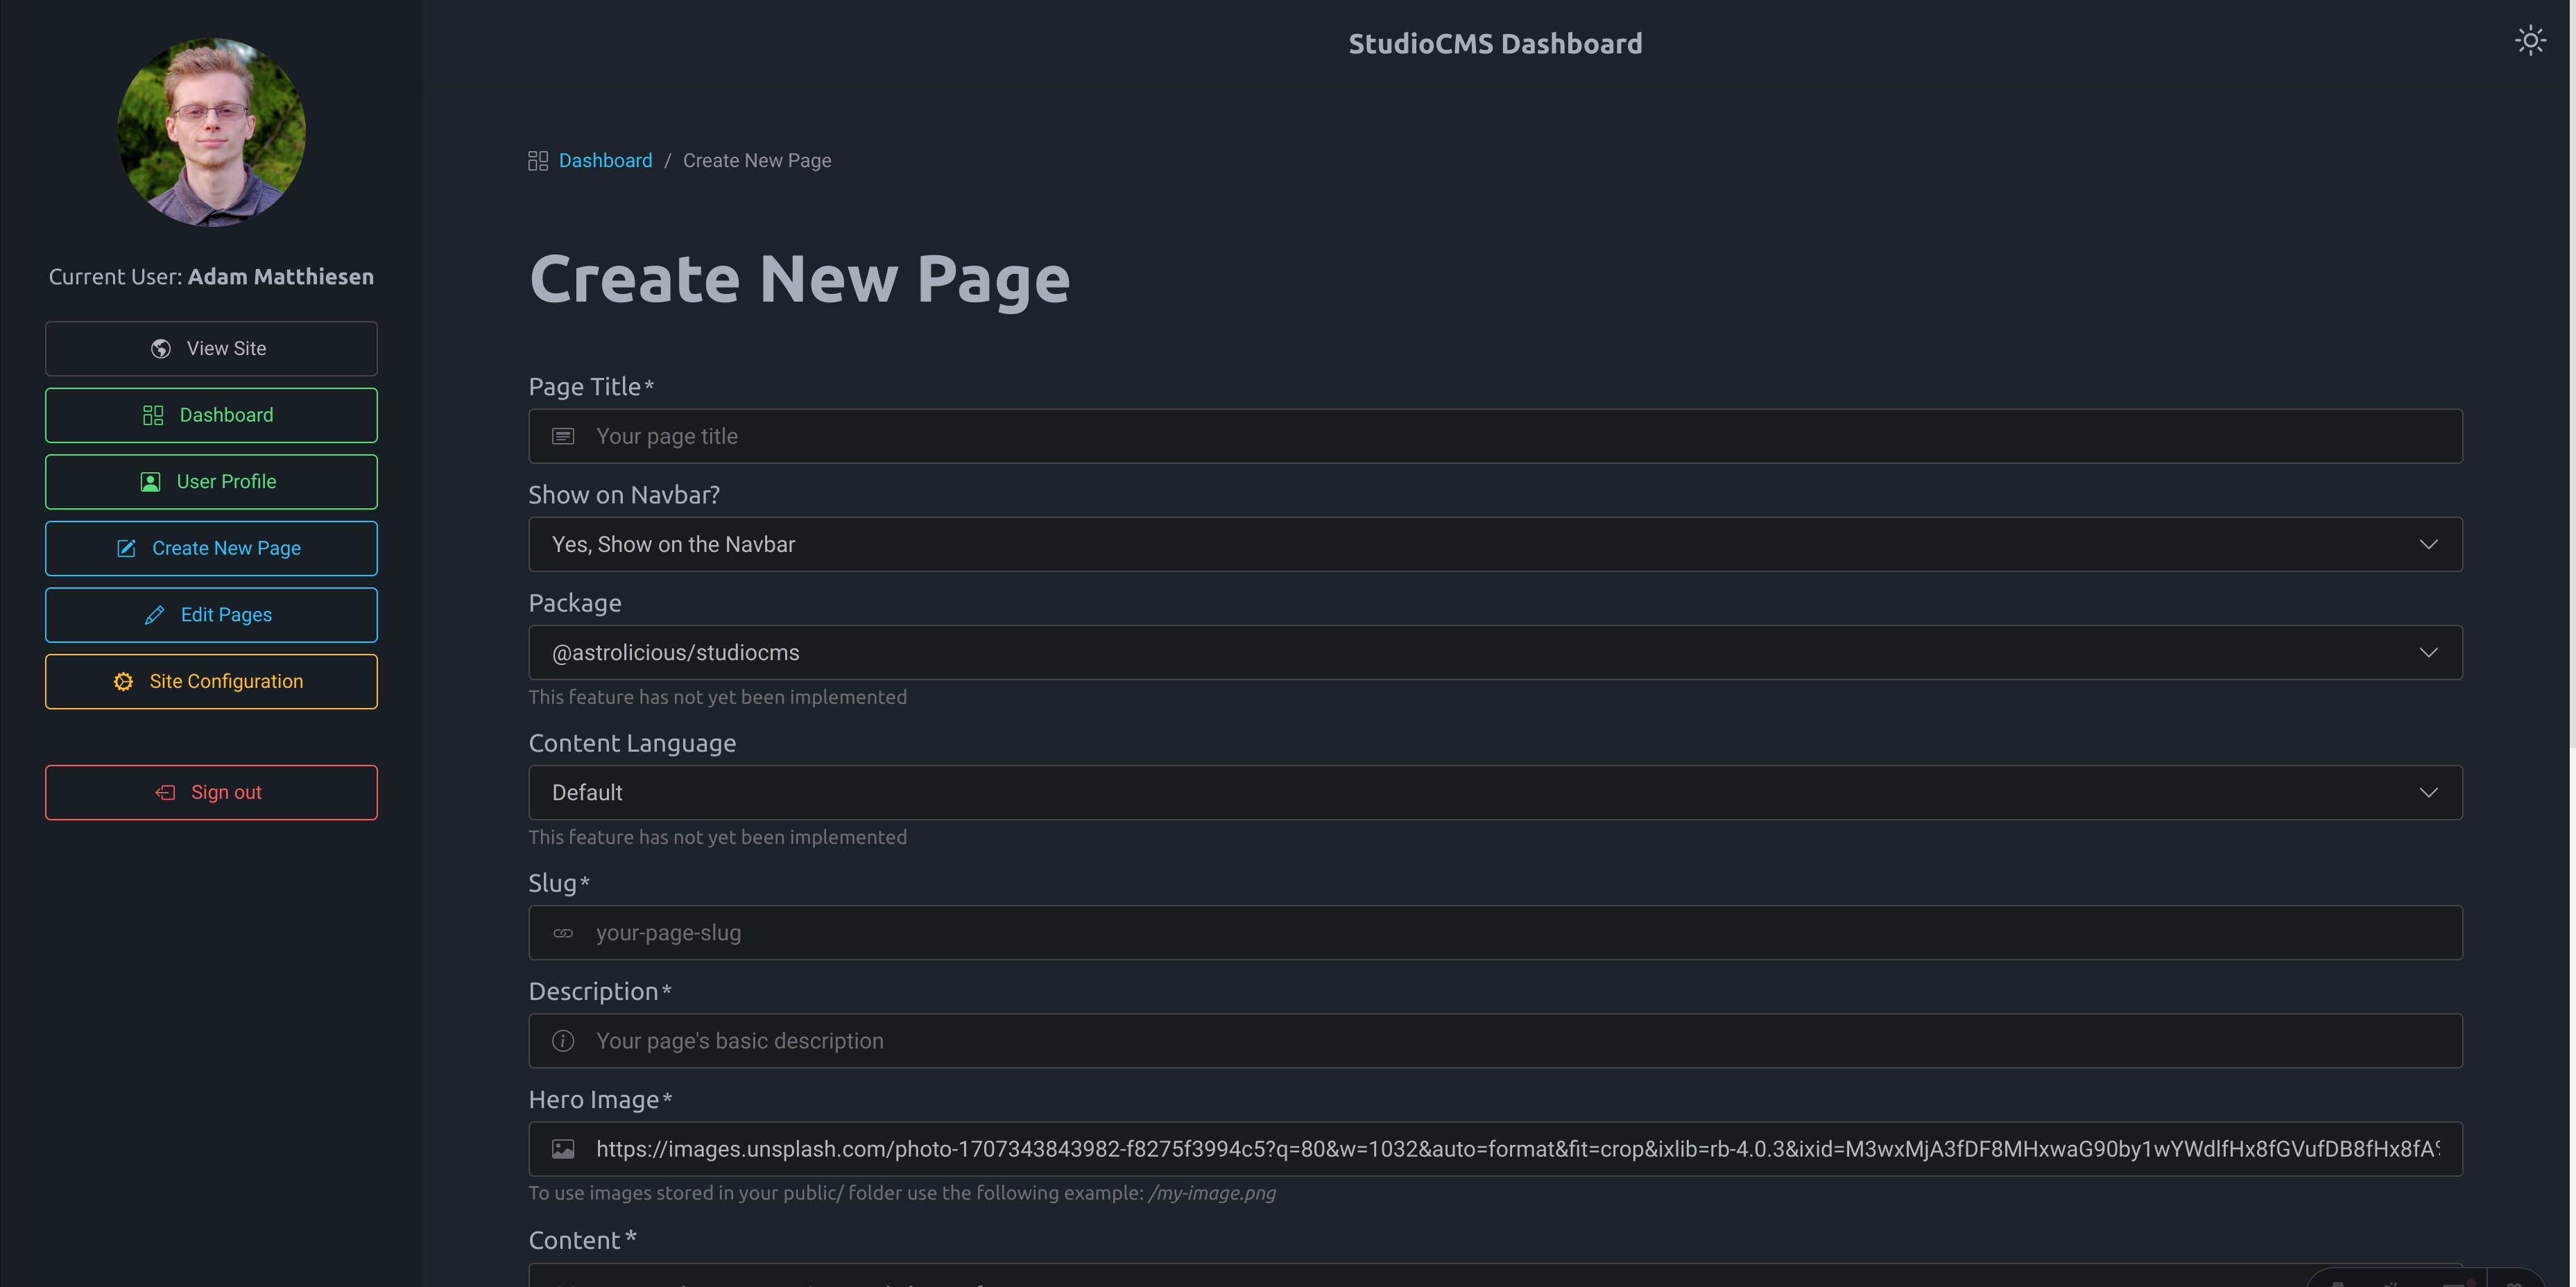 StudioCMS Dashboard
Current User: Adam Matthiesen
View Site
Dashboard
User Profile
Create New Page
Edit Pages
Site Configuration
Sign out
Dashboard / Create New Page
Create New Page
Page Title*
Your page title
Show on Navbar?
Yes, Show on the Navbar
Package
@astrolicious/studiocms
This feature has not yet been implemented
Content Language
Default
This feature has not yet been implemented
Slug*
your-page-slug
Description*
Your page's basic description
Hero Image*
https://images.unsplash.com/photo-1707343843982-f8275f3994c5?q=80&w=1032&auto=format&fit=crop&ixlib=rb-4.0.3&ixid=M3wxMjA3fDF8MHxwaG90by1wYWdlfHx8fGVufDB8fHx8fA%
To use images stored in your public/ folder use the following example: /my-image.png
Content*